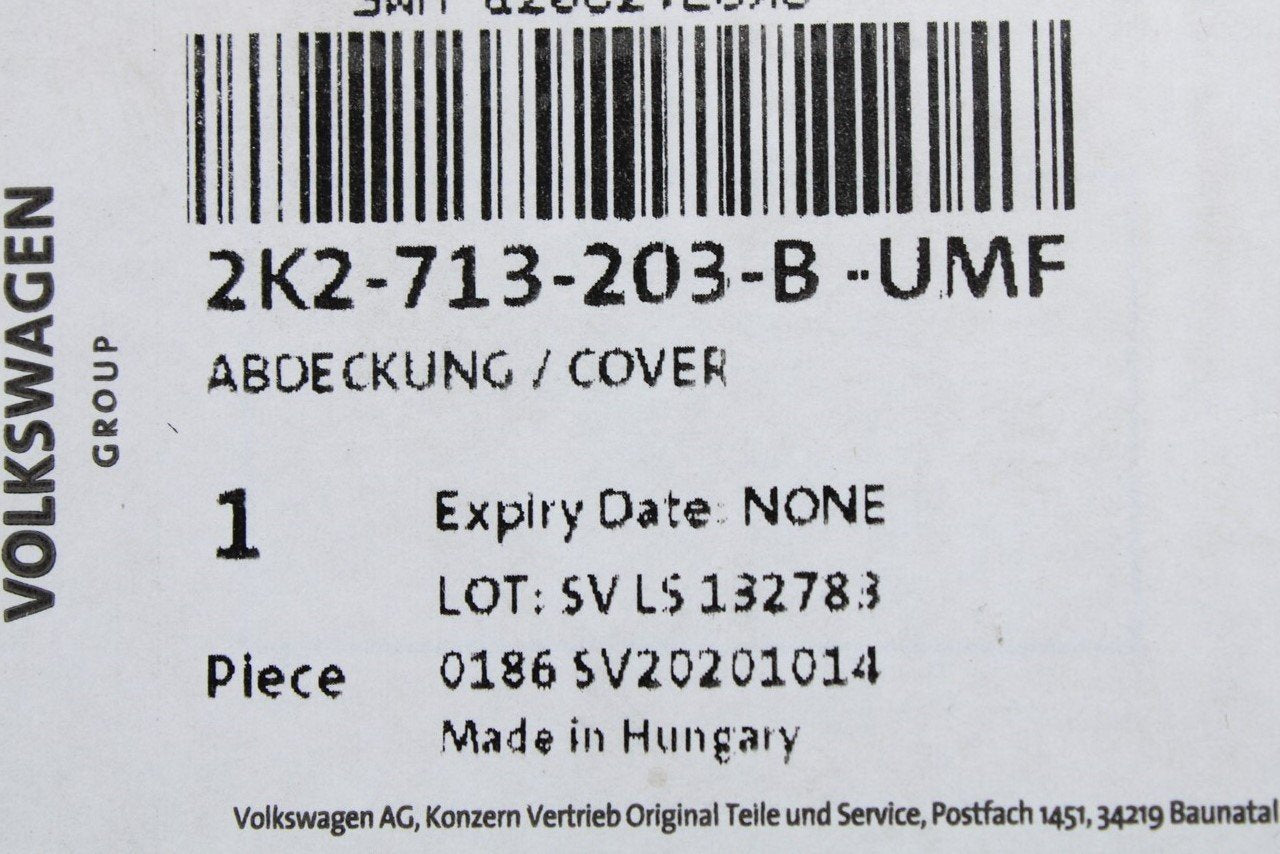 2K2-713-203-B --UMF
ABDECKUNG / COVER
1
Piece
Expiry Date: NONE
LOT: SV LS 132783
0186 SV20201014
Made in Hungary
VOLKSWAGEN
GROUP
Volkswagen AG, Konzern Vertrieb Original Teile und Service, Postfach 1451, 34219 Baunatal